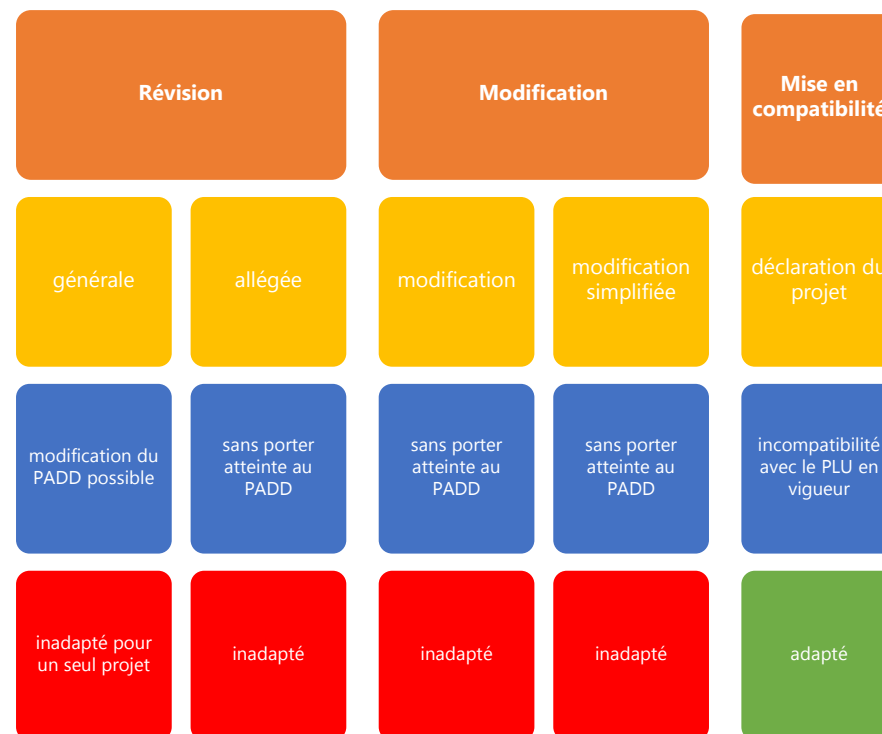 Révision
Modification
Mise en
compatibilité
générale
allégée
modification
modification
simplifiée
déclaration du
projet
modification du
PADD possible
sans porter
atteinte au
PADD
sans porter
atteinte au
PADD
sans porter
atteinte au
PADD
incompatibilité
avec le PLU en
vigueur
inadapté pour
un seul projet
inadapté
inadapté
inadapté
adapté